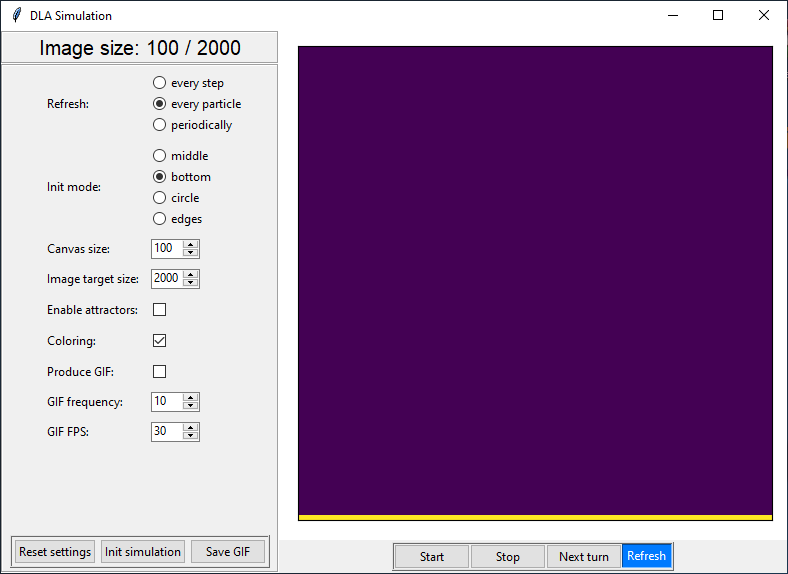 DLA Simulation
Image size: 100 / 2000
Refresh:
every step
every particle
periodically
Init mode:
middle
bottom
circle
edges
Canvas size: 100
Image target size: 2000
Enable attractors:
Coloring:
Produce GIF:
GIF frequency: 10
GIF FPS: 30
Reset settings Init simulation Save GIF
Start Stop Next turn Refresh